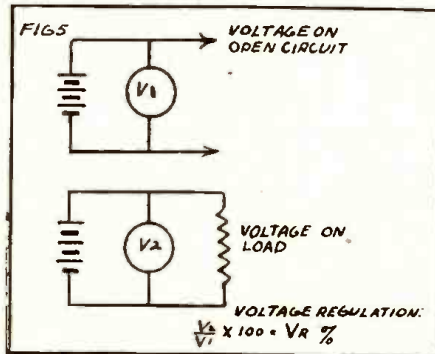 FIG5
VOLTAGE ON
OPEN CIRCUIT
V1
V2
VOLTAGE ON
LOAD
VOLTAGE REGULATION:
V2/V1 X 100 = VR %